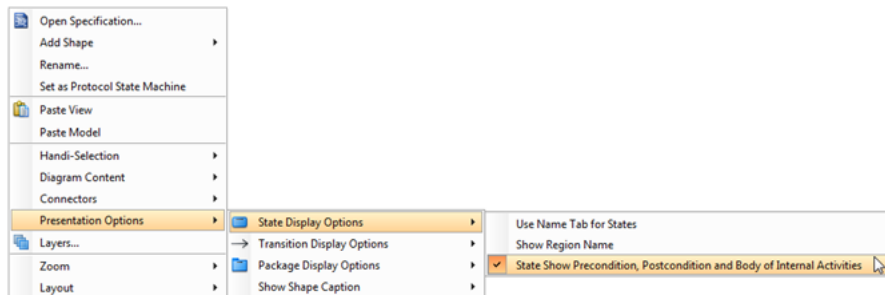 Open Specification...
Add Shape
Rename...
Set as Protocol State Machine
Paste View
Paste Model
Handi-Selection
Diagram Content
Connectors
Presentation Options
Layers...
Zoom
Layout
State Display Options
Transition Display Options
Package Display Options
Show Shape Caption
Use Name Tab for States
Show Region Name
State Show Precondition, Postcondition and Body of Internal Activities